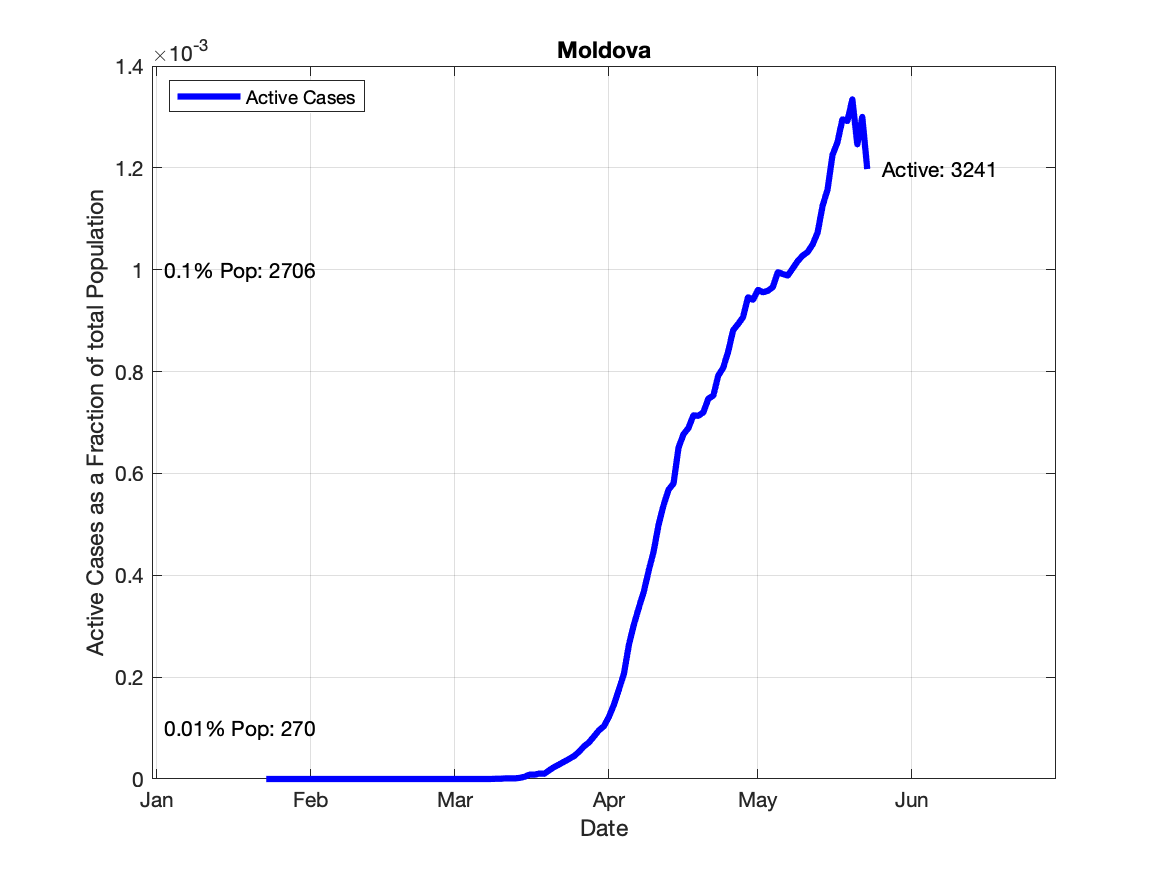 Moldova
×10-3
1.4
1.2
1
0.8
0.6
0.4
0.2
0
Active Cases
Active: 3241
0.1% Pop: 2706
0.01% Pop: 270
Active Cases as a Fraction of total Population
Jan Feb Mar Apr May Jun
Date